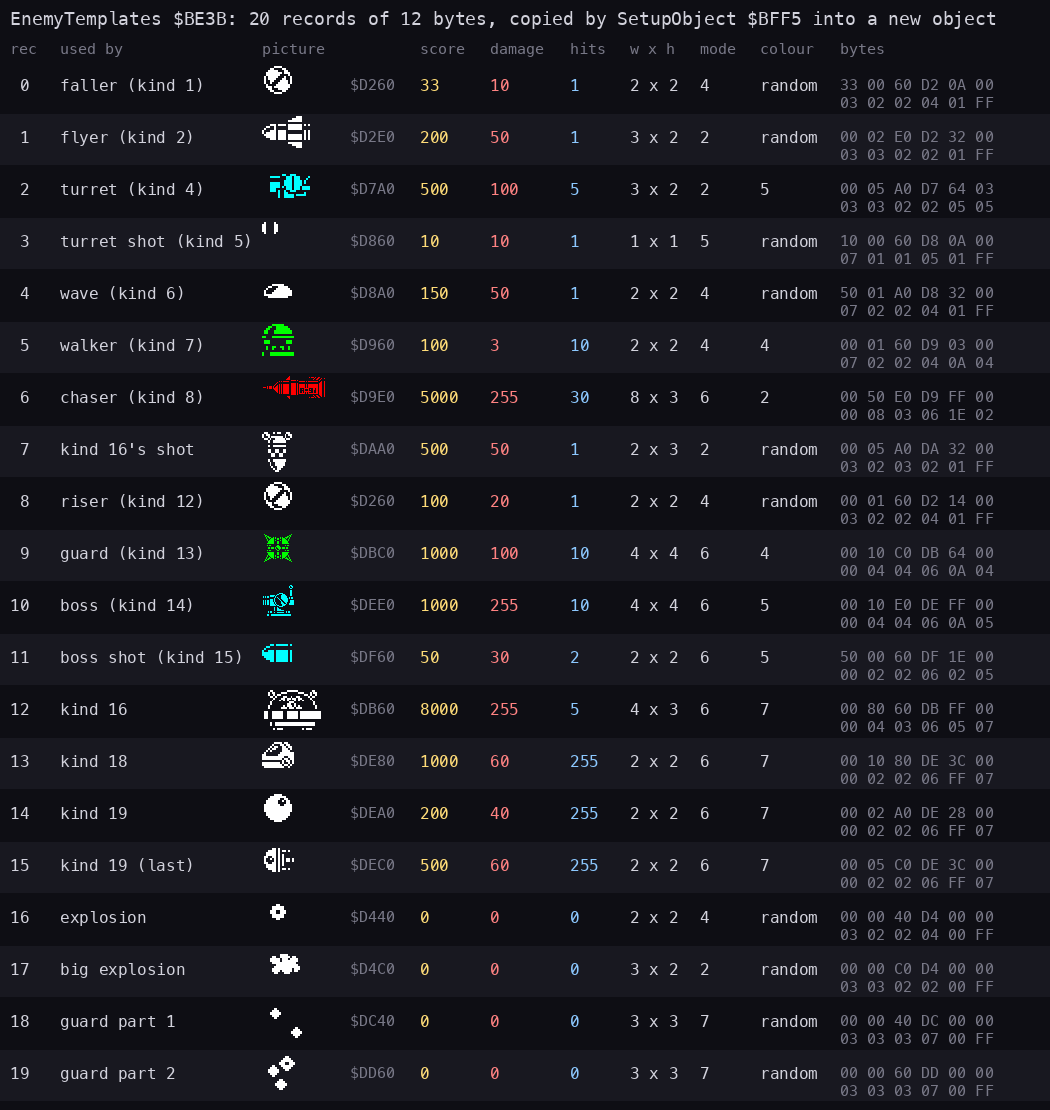 EnemyTemplates $BE3B: 20 records of 12 bytes, copied by SetupObject $BFF5 into a new object
rec used by picture score damage hits w x h mode colour bytes
0 faller (kind 1) $D260 33 10 1 2 x 2 4 random 33 00 60 D2 0A 00
03 02 02 04 01 FF
1 flyer (kind 2) $D2E0 200 50 1 3 x 2 2 random 00 02 E0 D2 32 00
03 03 02 02 01 FF
2 turret (kind 4) $D7A0 500 100 5 3 x 2 2 5 00 05 A0 D7 64 03
03 03 02 02 05 05
3 turret shot (kind 5) $D860 10 10 1 1 x 1 5 random 10 00 60 D8 0A 00
07 01 01 05 01 FF
4 wave (kind 6) $D8A0 150 50 1 2 x 2 4 random 50 01 A0 D8 32 00
07 02 02 04 01 FF
5 walker (kind 7) $D960 100 3 10 2 x 2 4 4 00 01 60 D9 03 00
07 02 02 04 0A 04
6 chaser (kind 8) $D9E0 5000 255 30 8 x 3 6 2 00 50 E0 D9 FF 00
00 08 03 06 1E 02
7 kind 16's shot $DAA0 500 50 1 2 x 3 2 random 00 05 A0 DA 32 00
03 02 03 02 01 FF
8 riser (kind 12) $D260 100 20 1 2 x 2 4 random 00 01 60 D2 14 00
03 02 02 04 01 FF
9 guard (kind 13) $DBC0 1000 100 10 4 x 4 6 4 00 10 C0 DB 64 00
00 04 04 06 0A 04
10 boss (kind 14) $DEE0 1000 255 10 4 x 4 6 5 00 10 E0 DE FF 00
00 04 04 06 0A 05
11 boss shot (kind 15) $DF60 50 30 2 2 x 2 6 5 50 00 60 DF 1E 00
00 02 02 06 02 05
12 kind 16 $DB60 8000 255 5 4 x 3 6 7 00 80 60 DB FF 00
00 04 03 06 05 07
13 kind 18 $DE80 1000 60 255 2 x 2 6 7 00 10 80 DE 3C 00
00 02 02 06 FF 07
14 kind 19 $DEA0 200 40 255 2 x 2 6 7 00 02 A0 DE 28 00
00 02 02 06 FF 07
15 kind 19 (last) $DEC0 500 60 255 2 x 2 6 7 00 05 C0 DE 3C 00
00 02 02 06 FF 07
16 explosion $D440 0 0 0 2 x 2 4 random 00 00 40 D4 00 00
03 02 02 04 00 FF
17 big explosion $D4C0 0 0 0 3 x 2 2 random 00 00 C0 D4 00 00
03 03 02 02 00 FF
18 guard part 1 $DC40 0 0 0 3 x 3 7 random 00 00 40 DC 00 00
03 03 03 07 00 FF
19 guard part 2 $DD60 0 0 0 3 x 3 7 random 00 00 60 DD 00 00
03 03 03 07 00 FF